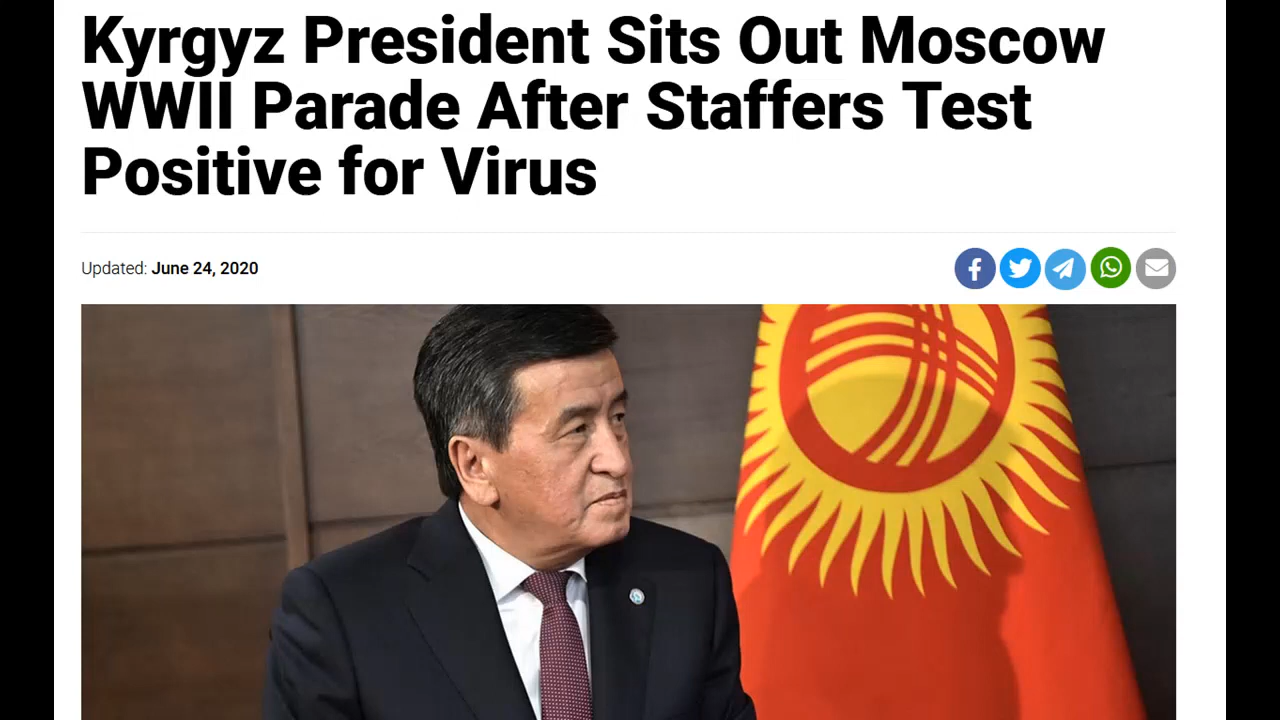 Kyrgyz President Sits Out Moscow
WWII Parade After Staffers Test
Positive for Virus
Updated: June 24, 2020